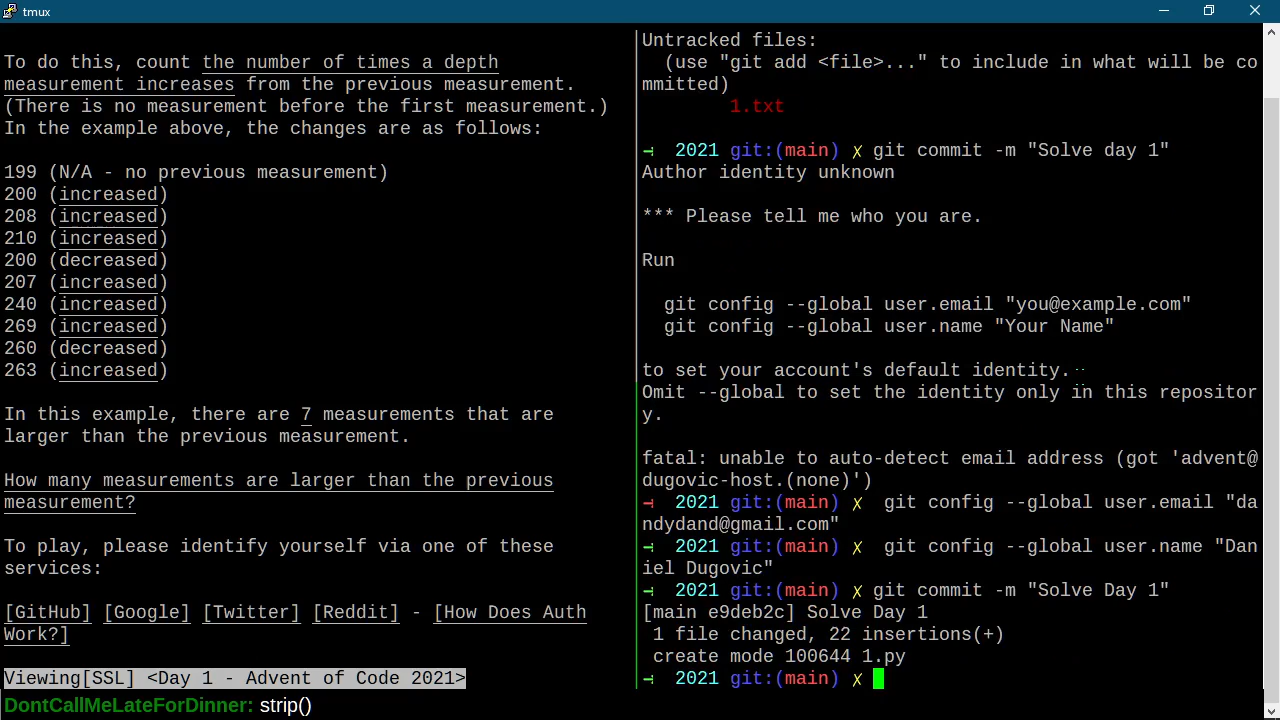 tmux
To do this, count the number of times a depth
measurement increases from the previous measurement.
(There is no measurement before the first measurement.)
In the example above, the changes are as follows:
199 (N/A - no previous measurement)
200 (increased)
208 (increased)
210 (increased)
200 (decreased)
207 (increased)
240 (increased)
269 (increased)
260 (decreased)
263 (increased)
In this example, there are 7 measurements that are
larger than the previous measurement.
How many measurements are larger than the previous
measurement?
To play, please identify yourself via one of these
services:
[GitHub] [Google] [Twitter] [Reddit] - [How Does Auth
Work?]
Viewing[SSL] <Day 1 - Advent of Code 2021>
Untracked files:
(use "git add <file>..." to include in what will be co
mmitted)
1.txt
→ 2021 git:(main) ✗ git commit -m "Solve day 1"
Author identity unknown
*** Please tell me who you are.
Run
git config --global user.email "you@example.com"
git config --global user.name "Your Name"
to set your account's default identity.
Omit --global to set the identity only in this repositor
y.
fatal: unable to auto-detect email address (got 'advent@
dugovic-host.(none)')
→ 2021 git:(main) ✗ git config --global user.email "da
ndydand@gmail.com"
→ 2021 git:(main) ✗ git config --global user.name "Dan
iel Dugovic"
→ 2021 git:(main) ✗ git commit -m "Solve Day 1"
[main e9deb2c] Solve Day 1
1 file changed, 22 insertions(+)
create mode 100644 1.py
→ 2021 git:(main) ✗
DontCallMeLateForDinner: strip()